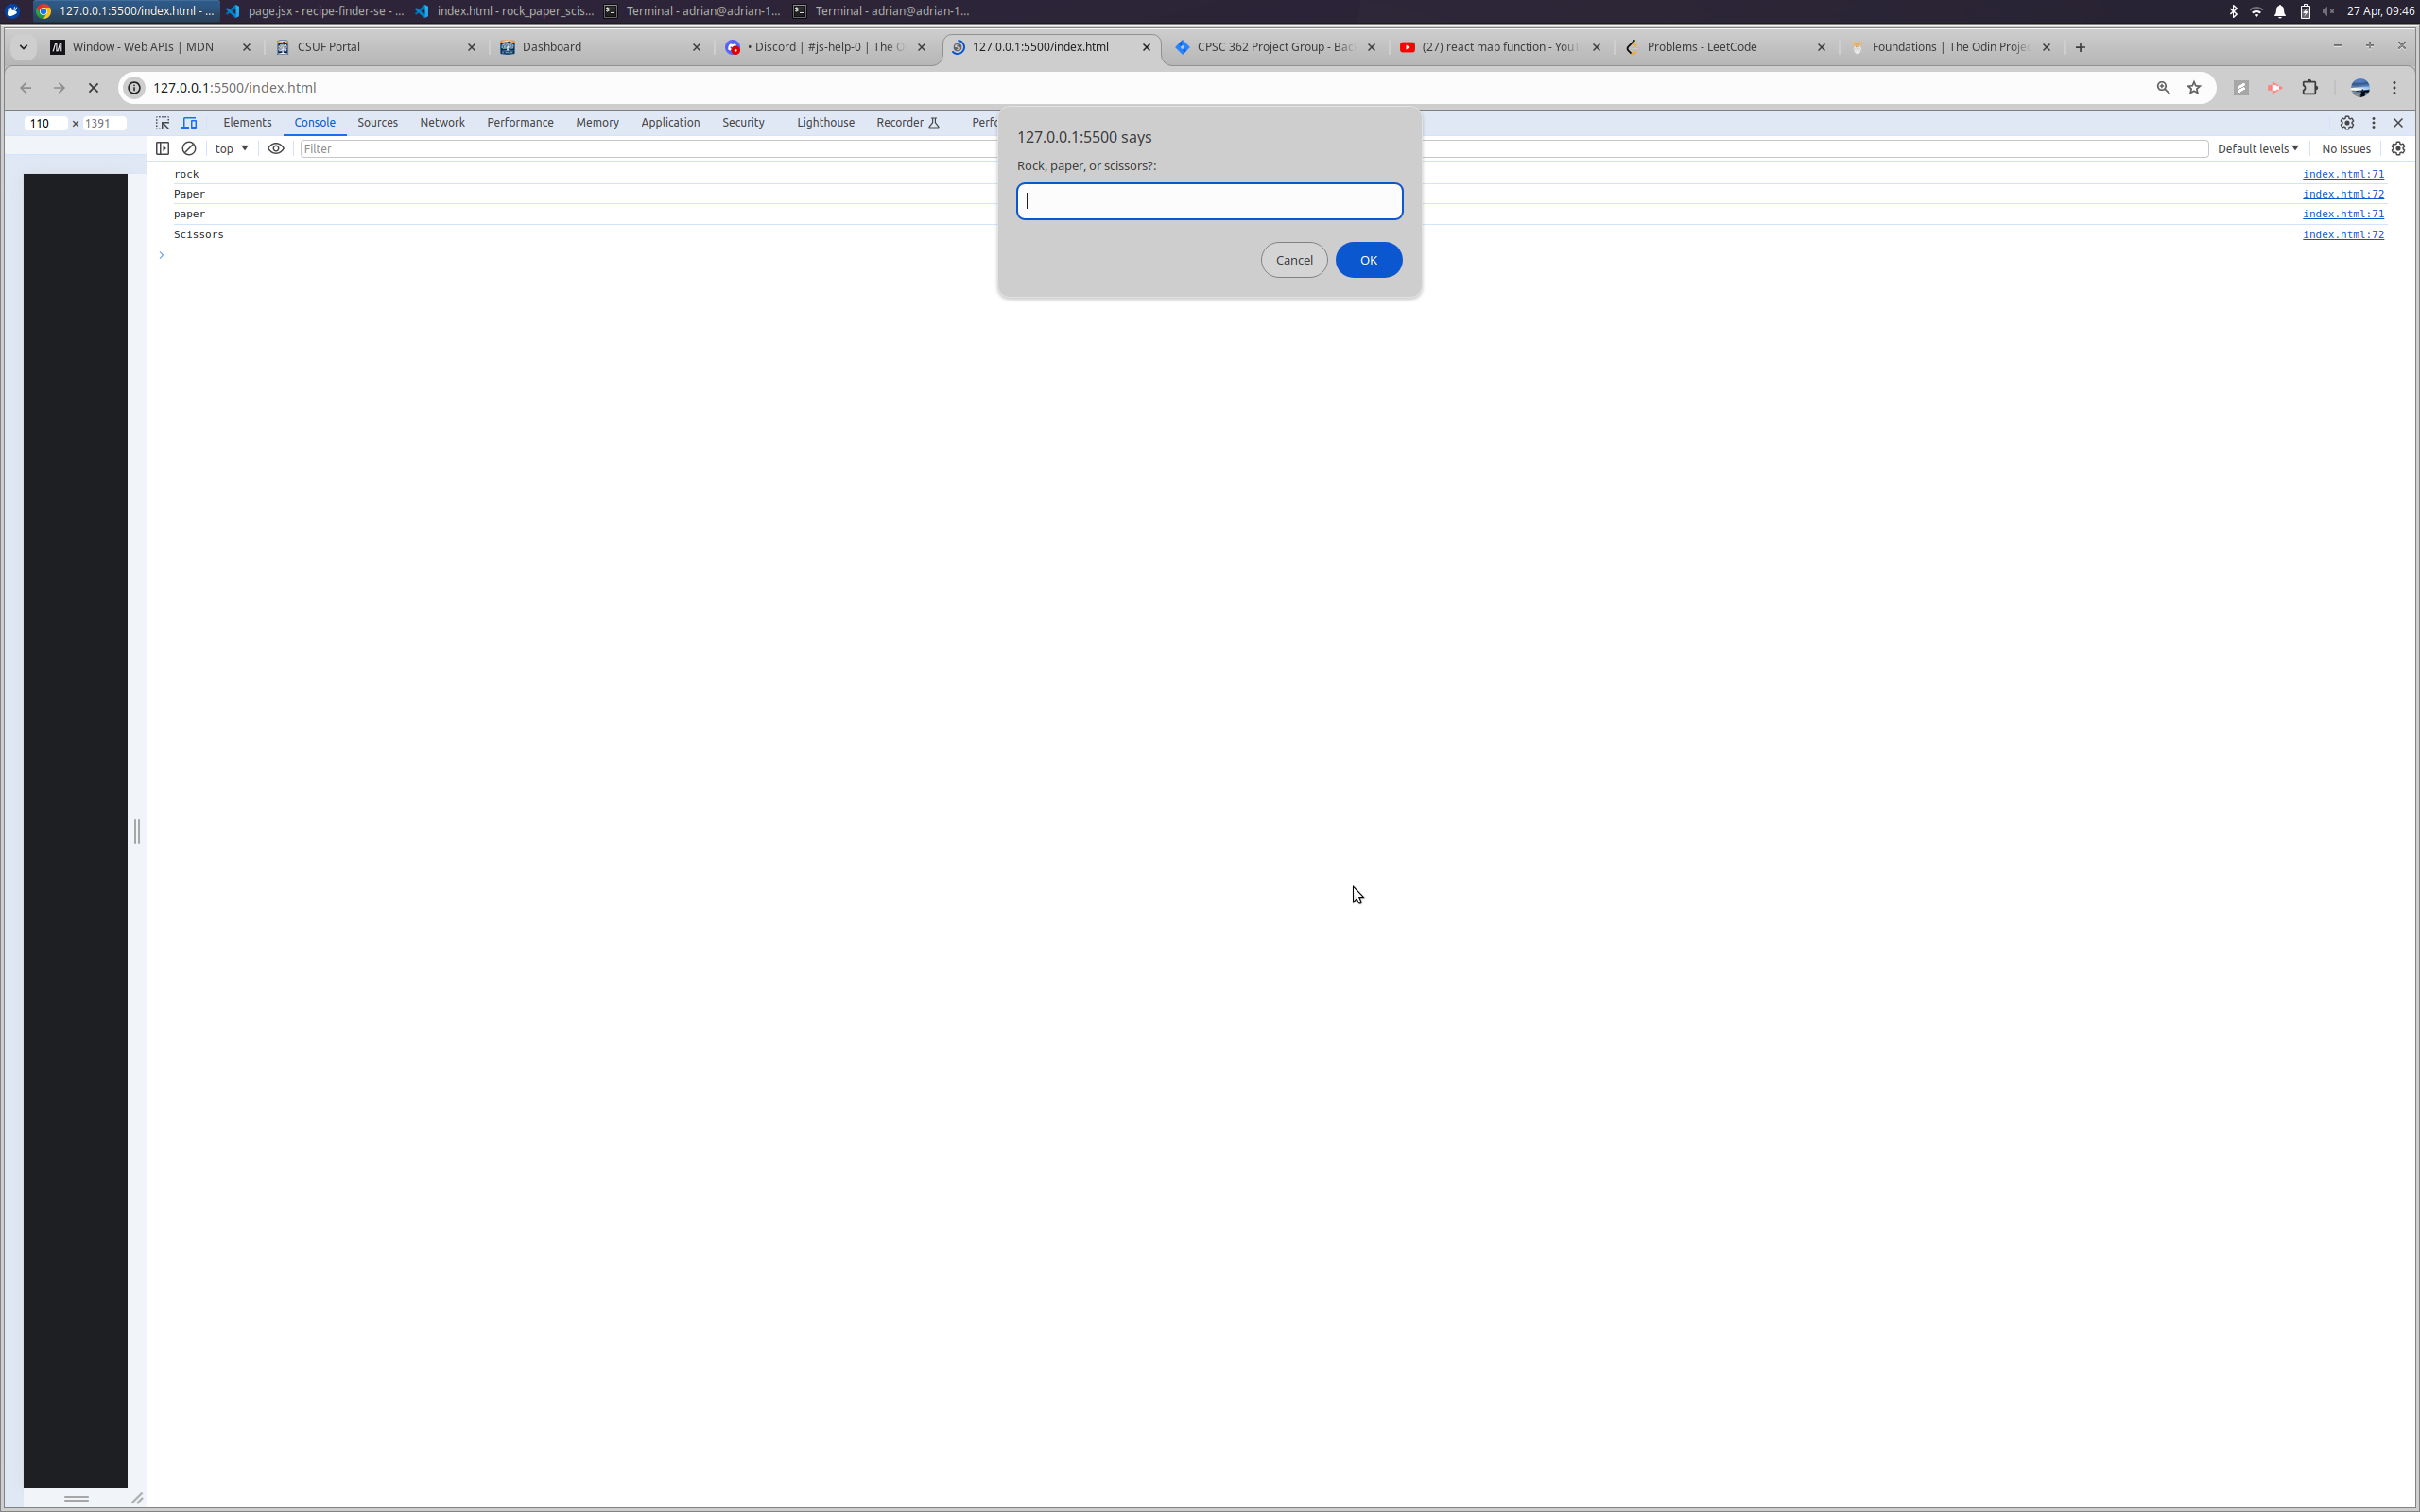 127.0.0.1:5500/index.html - ... page.jsx - recipe-finder-se - ... index.html - rock_paper_scis... Terminal - adrian@adrian-1... Terminal - adrian@adrian-1... 27 Apr, 09:46
Window - Web APIs | MDN CSUF Portal Dashboard • Discord | #js-help-0 | The O 127.0.0.1:5500/index.html CPSC 362 Project Group - Bac (27) react map function - YouT Problems - LeetCode Foundations | The Odin Proje
127.0.0.1:5500/index.html
110 × 1391 Elements Console Sources Network Performance Memory Application Security Lighthouse Recorder Perfo
top Filter Default levels No Issues
127.0.0.1:5500 says
Rock, paper, or scissors?:
Cancel OK
rock index.html:71
Paper index.html:72
paper index.html:71
Scissors index.html:72